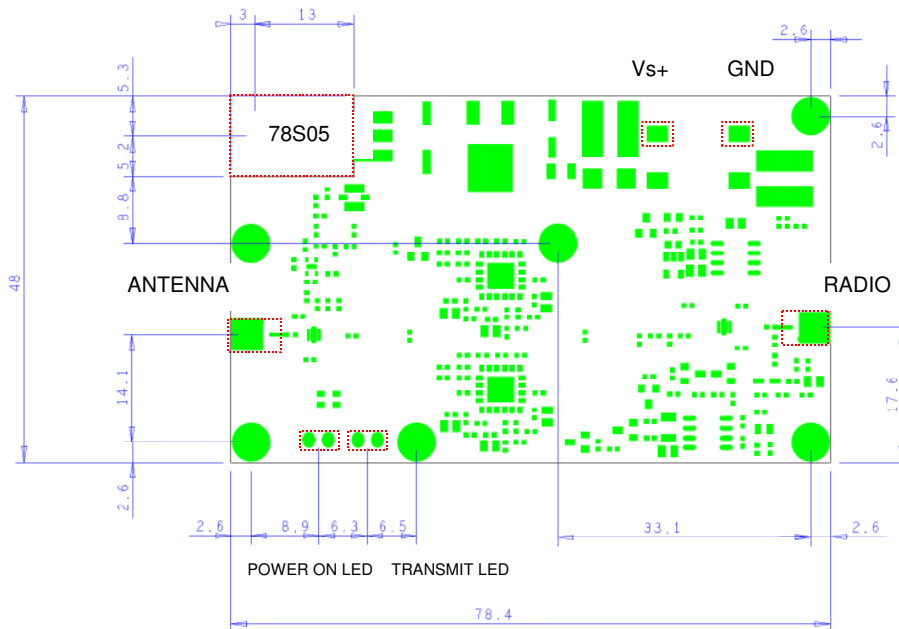 3 13
2.6
5.3
Vs+ GND
78S05
2.6
5.2
8.8
48
ANTENNA RADIO
14.1
17.6
2.6
2.6 8.9 6.3 6.5 33.1 2.6
POWER ON LED TRANSMIT LED
78.4